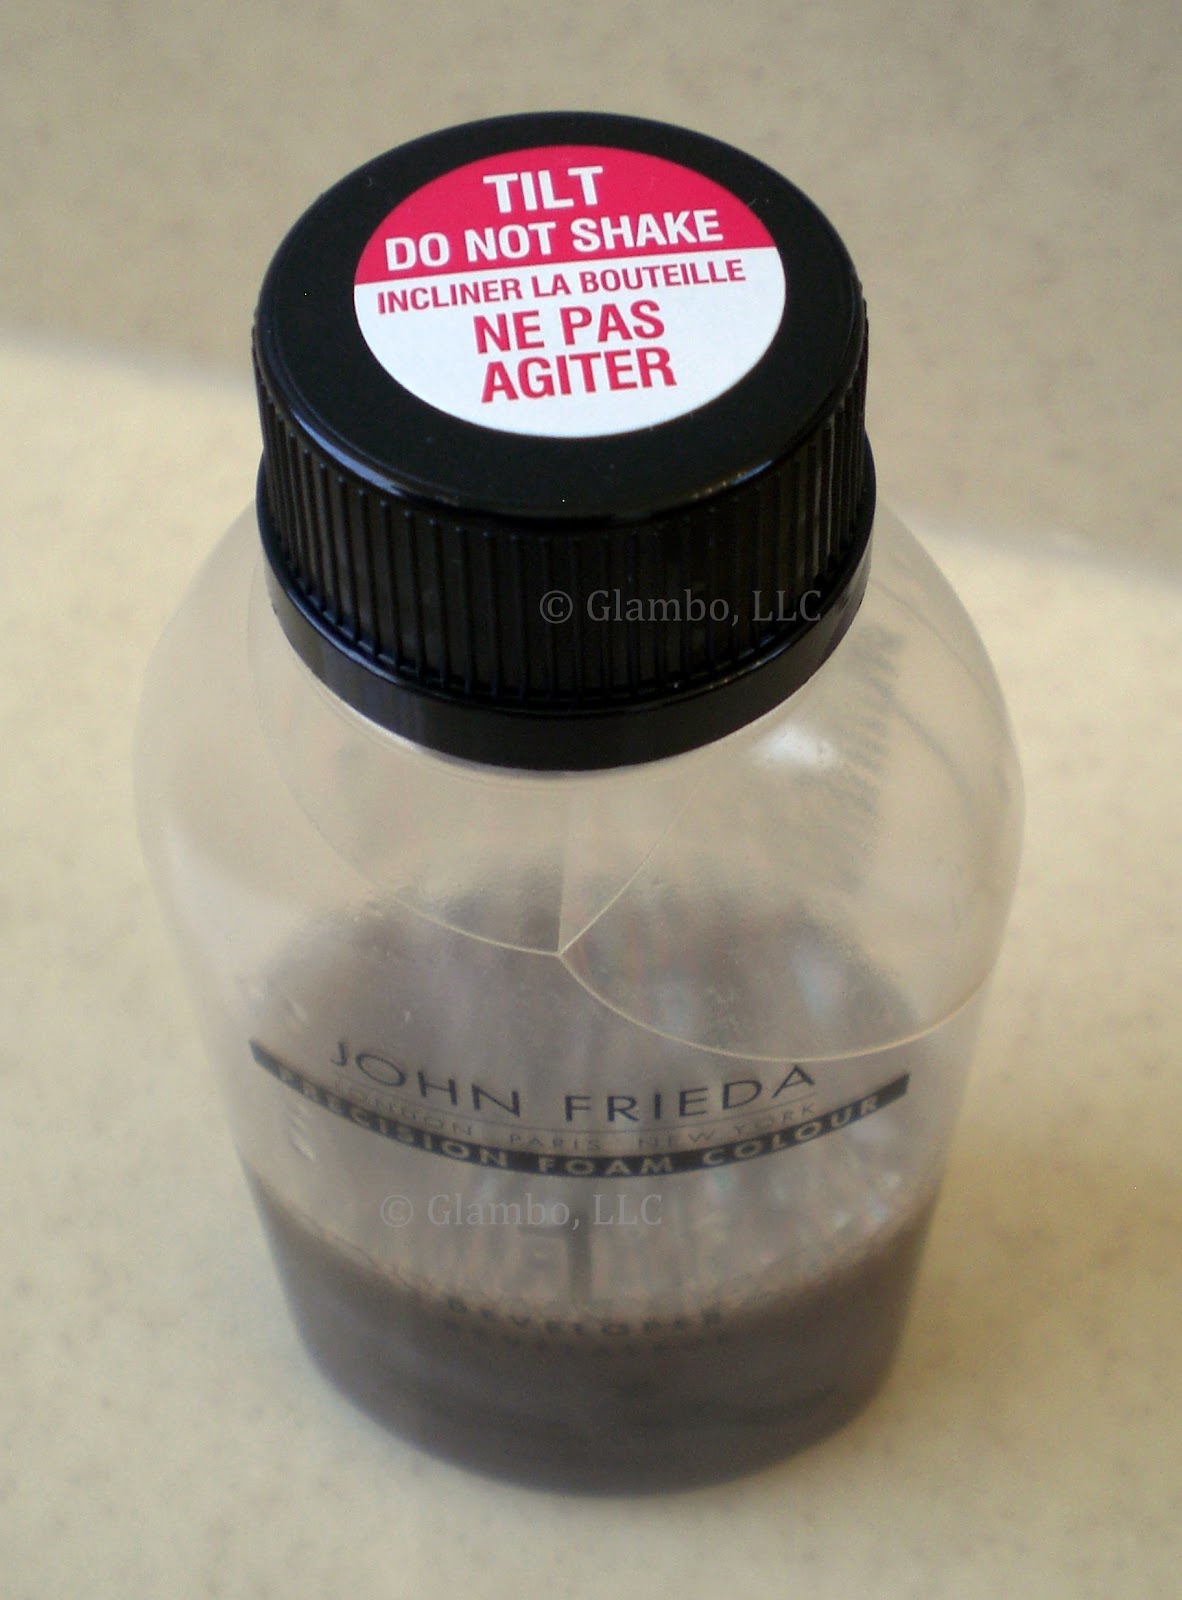 TILT
DO NOT SHAKE
INCLINER LA BOUTEILLE
NE PAS
AGITER
© Glambo, LLC
JOHN FRIEDA
LONDON PARIS NEW YORK
PRECISION FOAM COLOUR
© Glambo, LLC
DEVELOPER